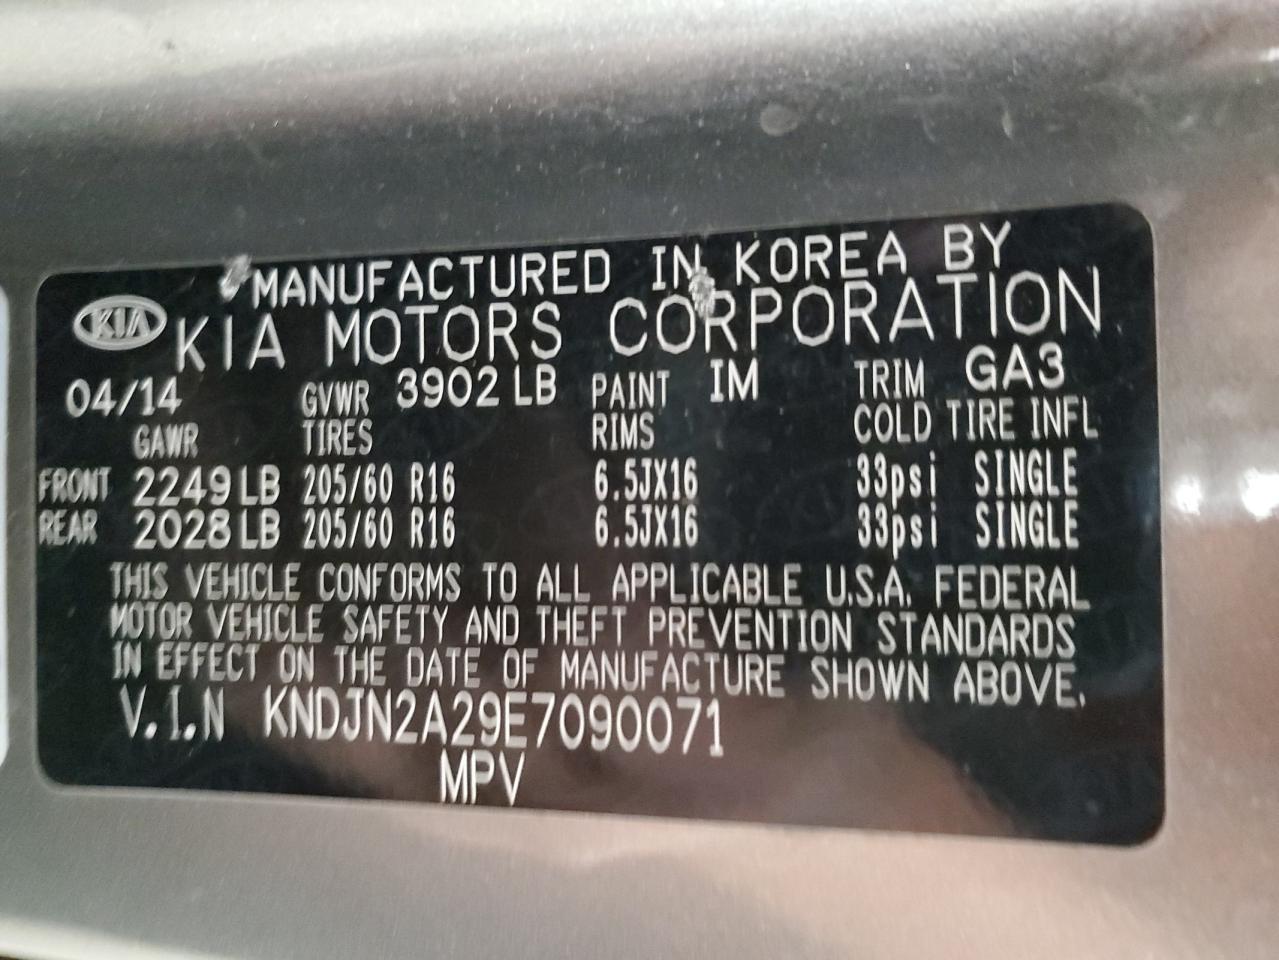 MANUFACTURED IN KOREA BY
KIA KIA MOTORS CORPORATION
04/14 GVWR 3902 LB PAINT IM TRIM GA3
GAWR TIRES RIMS COLD TIRE INFL
FRONT 2249 LB 205/60 R16 6.5JX16 33psi SINGLE
REAR 2028 LB 205/60 R16 6.5JX16 33psi SINGLE
THIS VEHICLE CONFORMS TO ALL APPLICABLE U.S.A. FEDERAL
MOTOR VEHICLE SAFETY AND THEFT PREVENTION STANDARDS
IN EFFECT ON THE DATE OF MANUFACTURE SHOWN ABOVE.
V.I.N KNDJN2A29E7090071
MPV